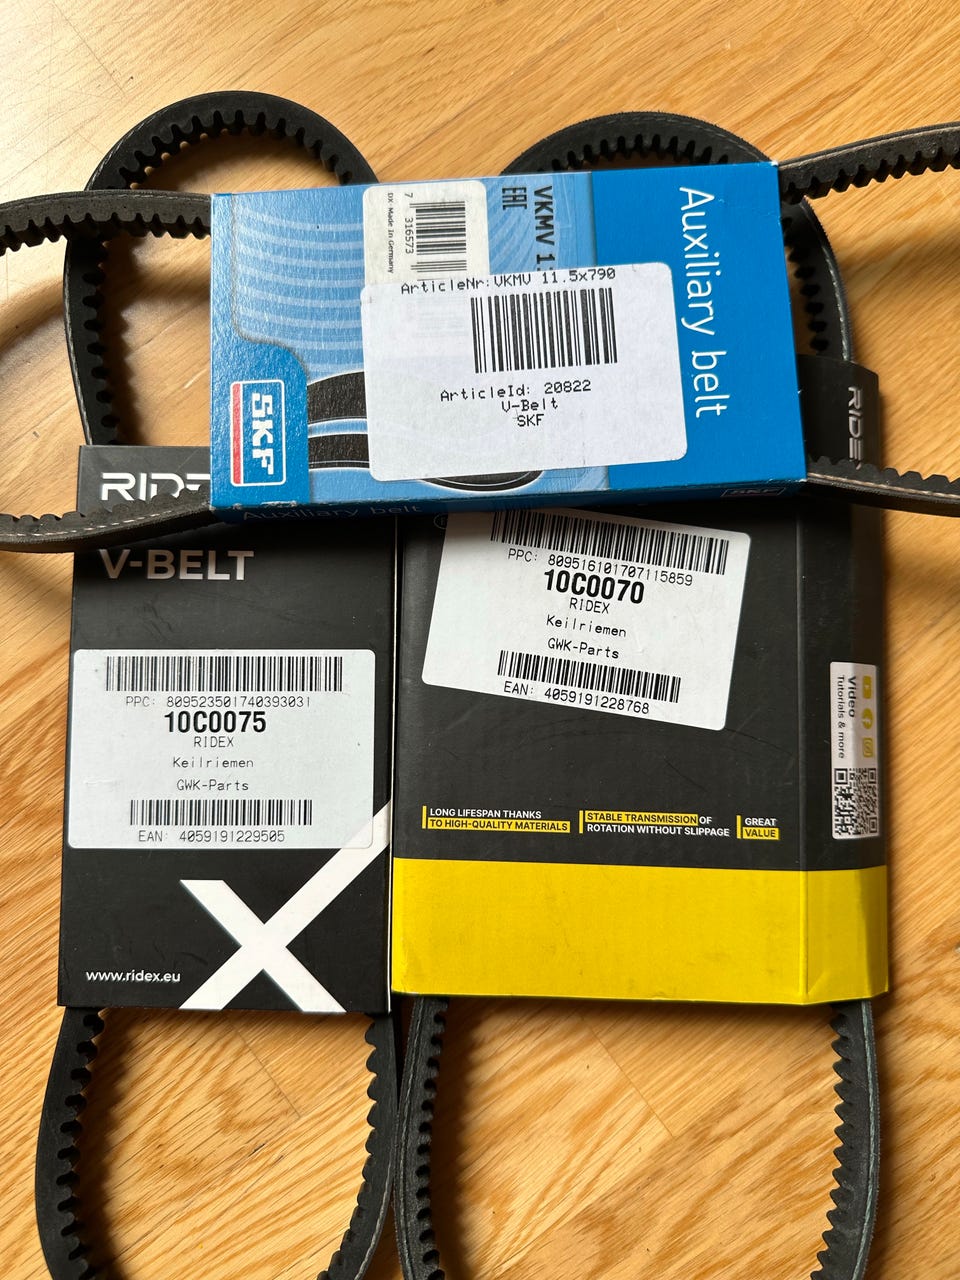 VKMV 1
EAC
7 316573
DX · Made In Germany
ArticleNr:VKMV 11.5x790
ArticleId: 20822
V-Belt
SKF
Auxiliary belt
SKF
Auxiliary belt
SKF
RIDE
V-BELT
PPC: 809523501740393031
10C0075
RIDEX
Keilriemen
GWK-Parts
EAN: 4059191229505
www.ridex.eu
RIDE
PPC: 809516101707115859
10C0070
RIDEX
Keilriemen
GWK-Parts
EAN: 4059191228768
LONG LIFESPAN THANKS
TO HIGH-QUALITY MATERIALS
STABLE TRANSMISSION OF
ROTATION WITHOUT SLIPPAGE
GREAT
VALUE
Video
Tutorials & more